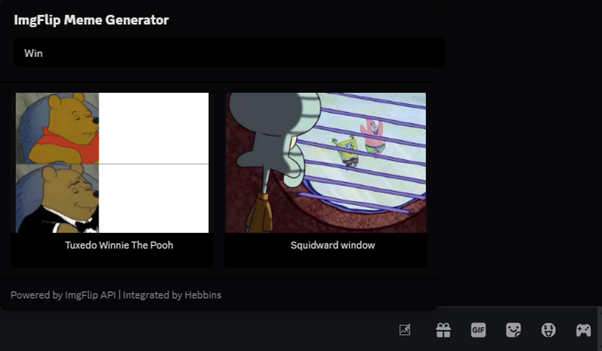 ImgFlip Meme Generator
Win
Tuxedo Winnie The Pooh
Squidward window
Powered by ImgFlip API | Integrated by Hebbins
GIF